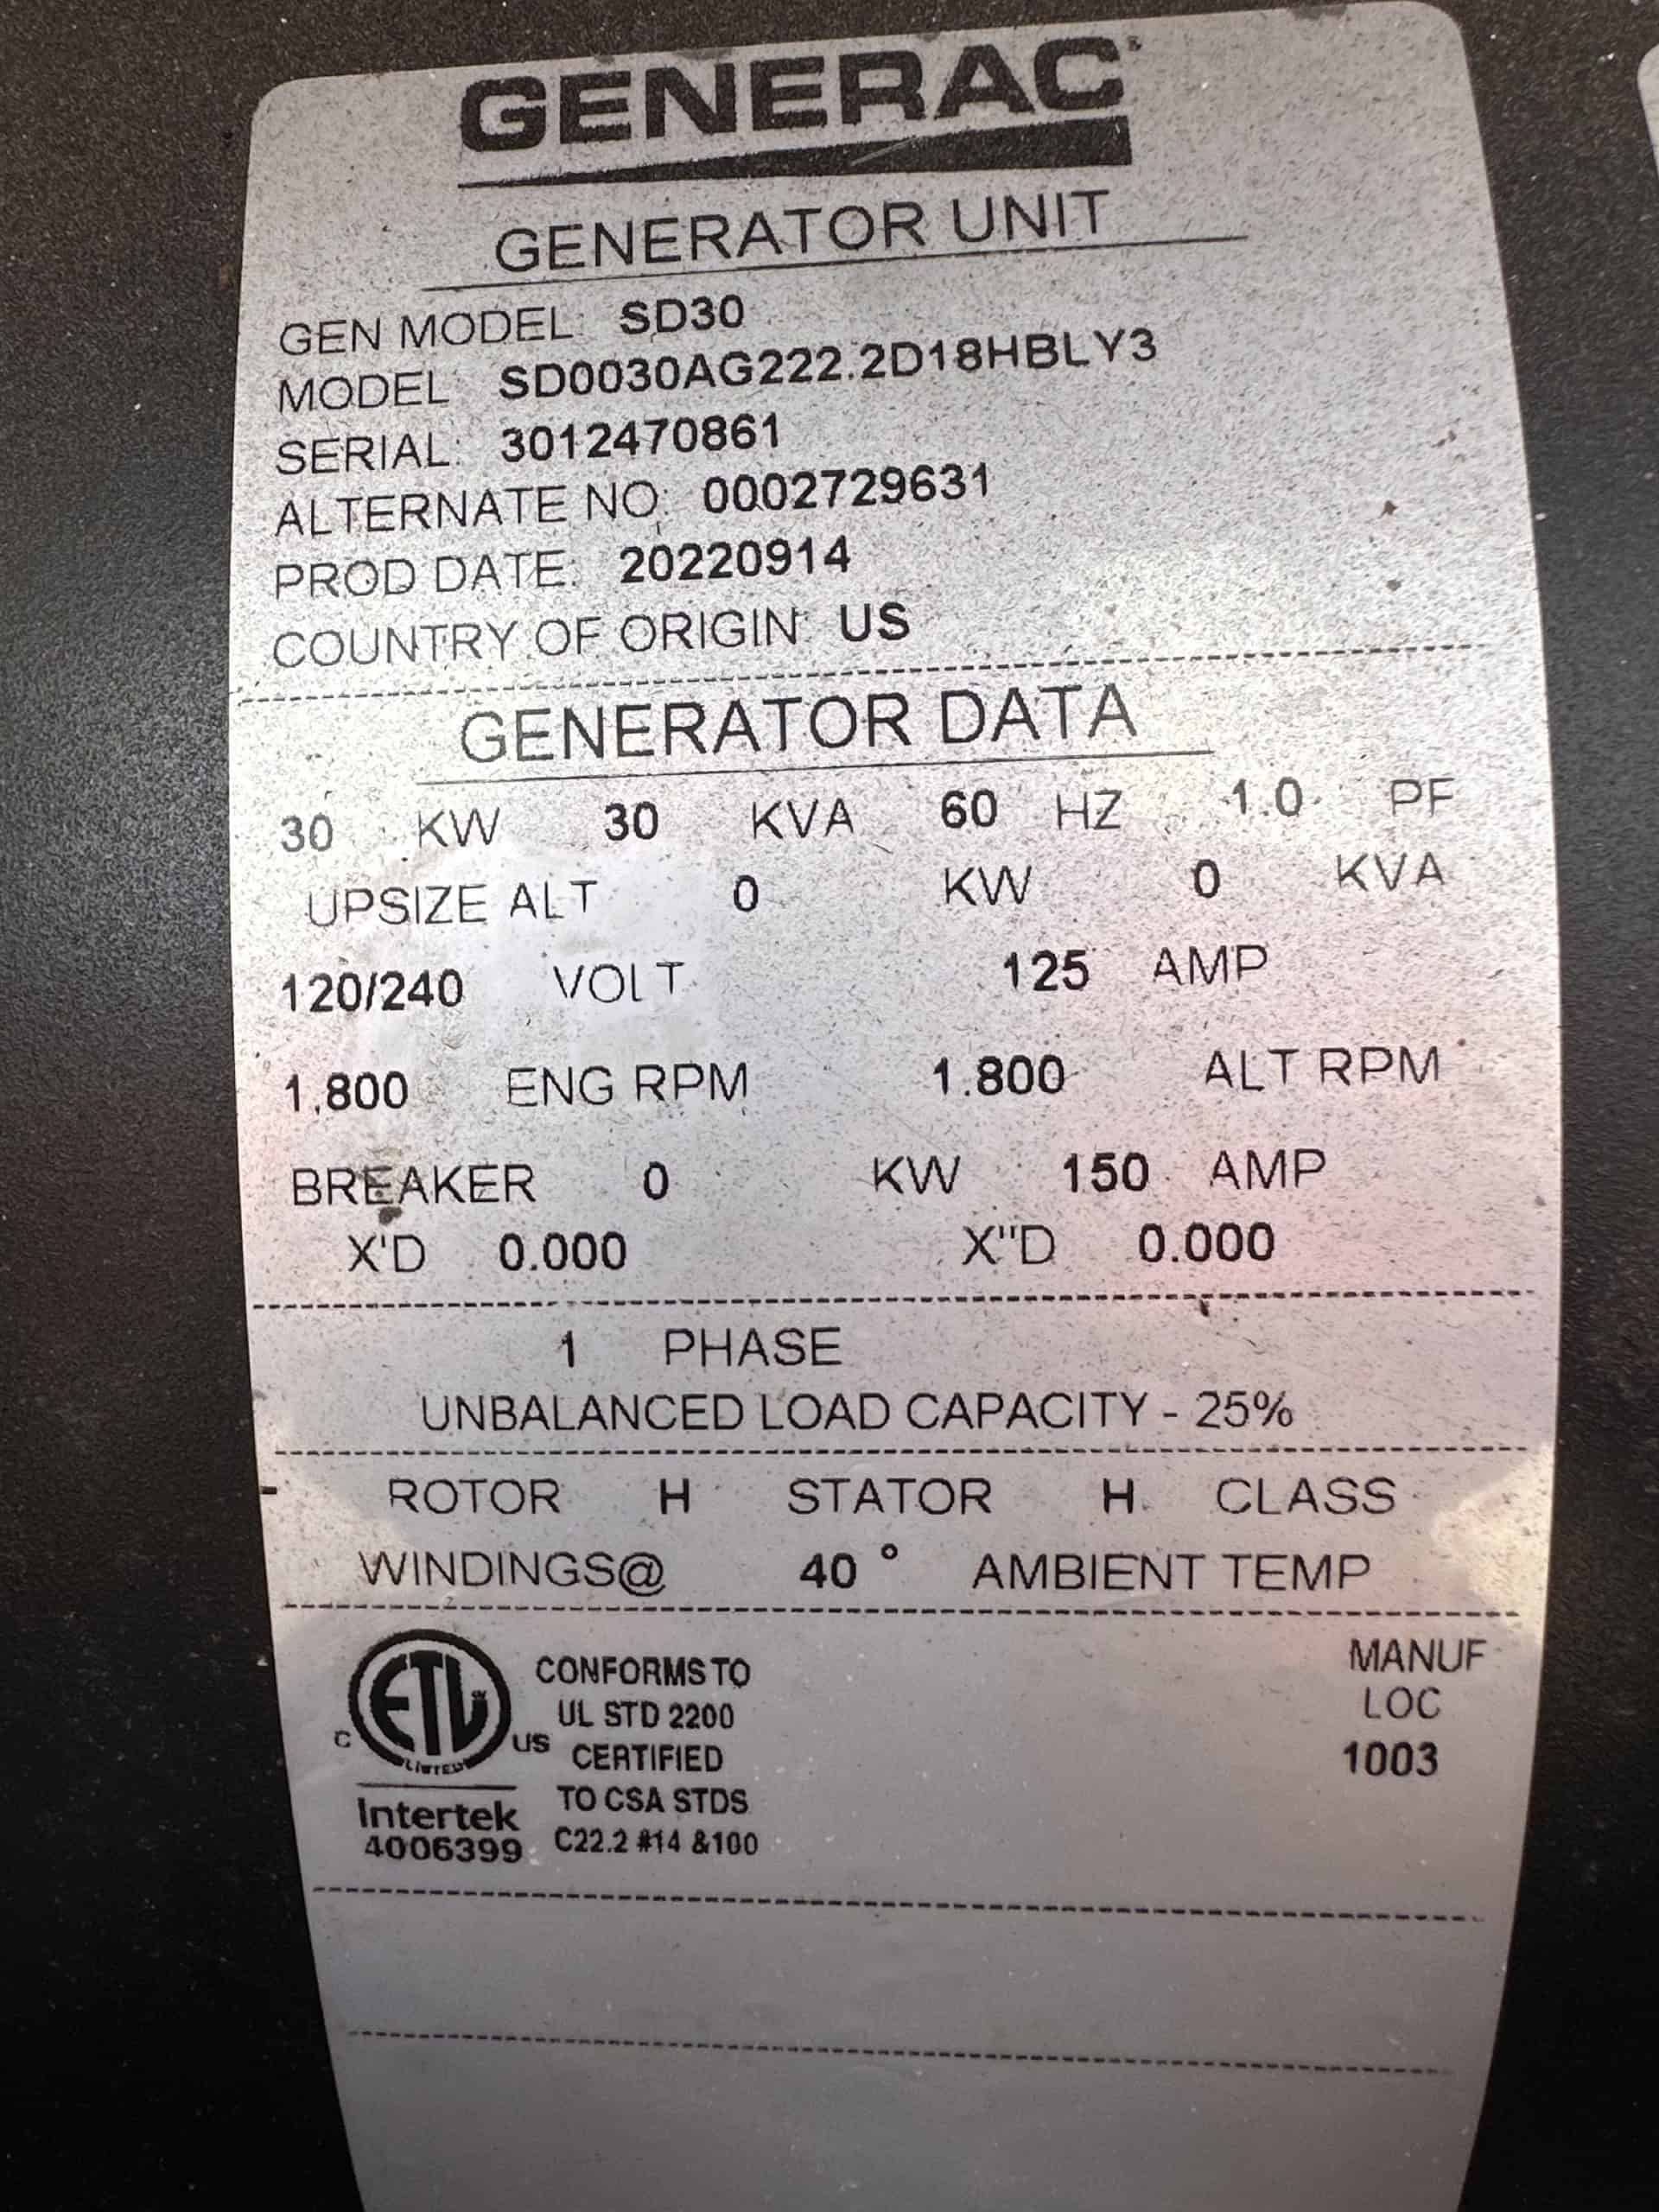 GENERAC
GENERATOR UNIT
GEN MODEL: SD30
MODEL SD0030AG222.2D18HBLY3
SERIAL: 3012470861
ALTERNATE NO: 0002729631
PROD DATE: 20220914
COUNTRY OF ORIGIN: US
GENERATOR DATA
30 KW 30 KVA 60 HZ 1.0 PF
UPSIZE ALT 0 KW 0 KVA
120/240 VOLT 125 AMP
1,800 ENG RPM 1.800 ALT RPM
BREAKER 0 KW 150 AMP
X'D 0.000 X"D 0.000
1 PHASE
UNBALANCED LOAD CAPACITY - 25%
ROTOR H STATOR H CLASS
WINDINGS@ 40° AMBIENT TEMP
ETL
LISTED
C US
Intertek
4006399
CONFORMS TO
UL STD 2200
CERTIFIED
TO CSA STDS
C22.2 #14 &100
MANUF
LOC
1003